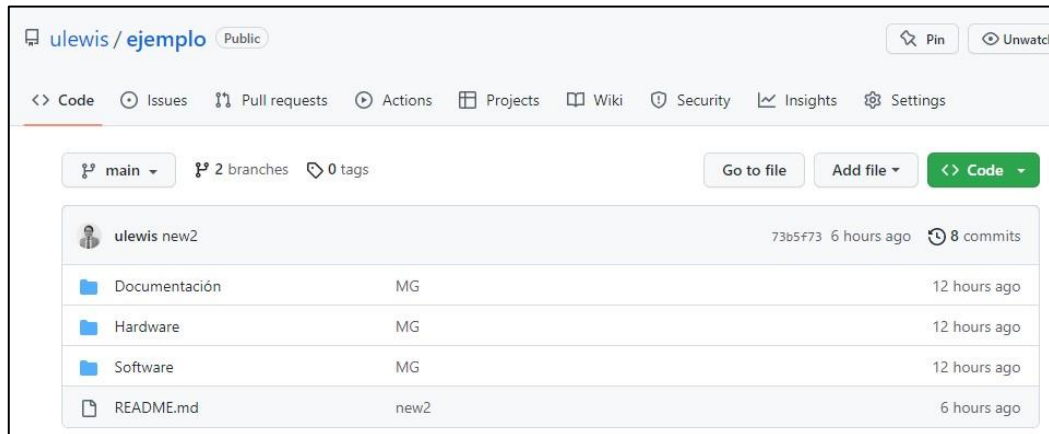 ulewis / ejemplo Public Pin Unwatch
<> Code Issues Pull requests Actions Projects Wiki Security Insights Settings
main 2 branches 0 tags Go to file Add file <> Code
ulewis new2 73b5f73 6 hours ago 8 commits
Documentación MG 12 hours ago
Hardware MG 12 hours ago
Software MG 12 hours ago
README.md new2 6 hours ago